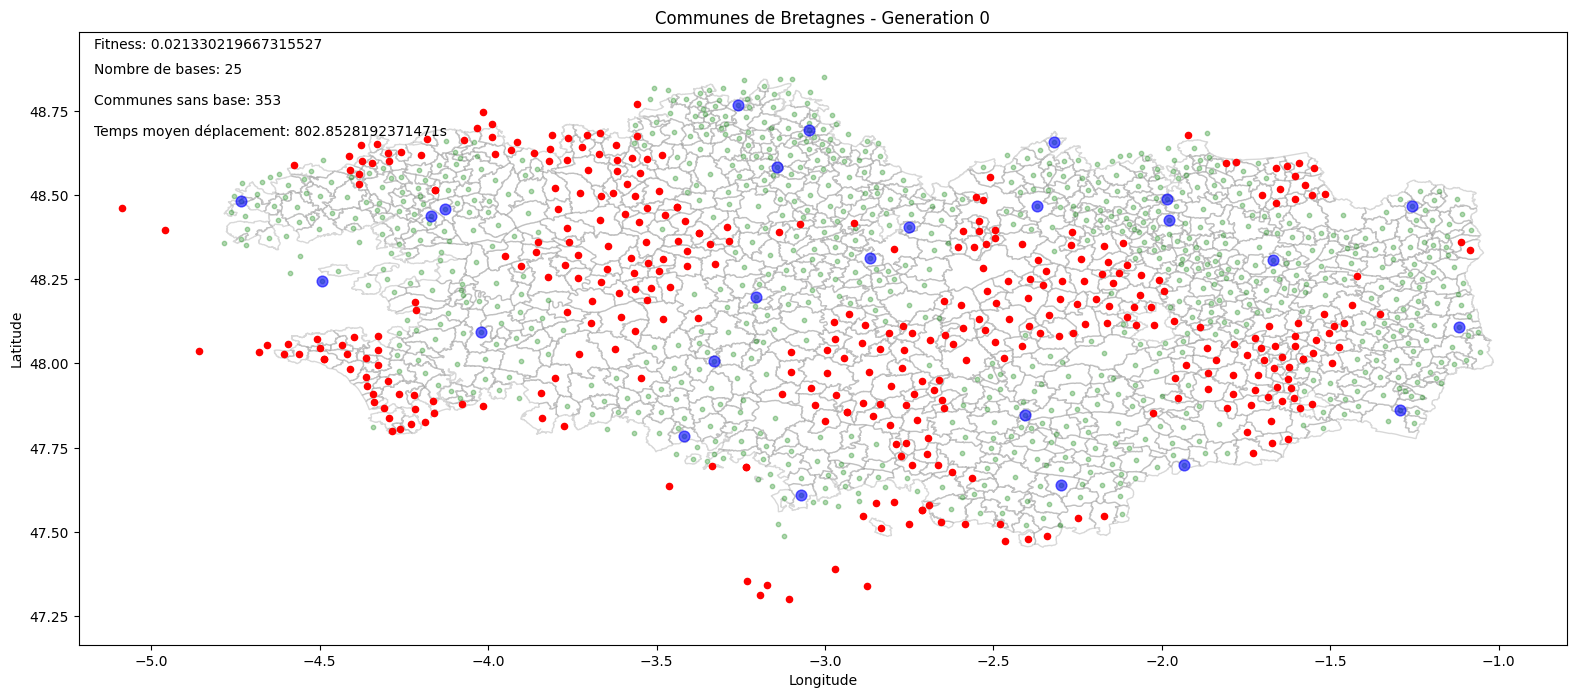 Communes de Bretagnes - Generation 0
Fitness: 0.021330219667315527
Nombre de bases: 25
Communes sans base: 353
Temps moyen déplacement: 802.8528192371471s
Latitude
48.75
48.50
48.25
48.00
47.75
47.50
47.25
−5.0 −4.5 −4.0 −3.5 −3.0 −2.5 −2.0 −1.5 −1.0
Longitude